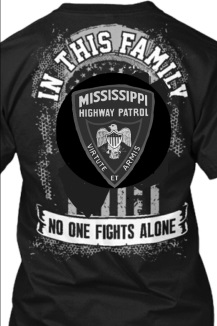 IN THIS FAMILY
MISSISSIPPI
HIGHWAY PATROL
VIRTUTE ET ARMIS
NO ONE FIGHTS ALONE